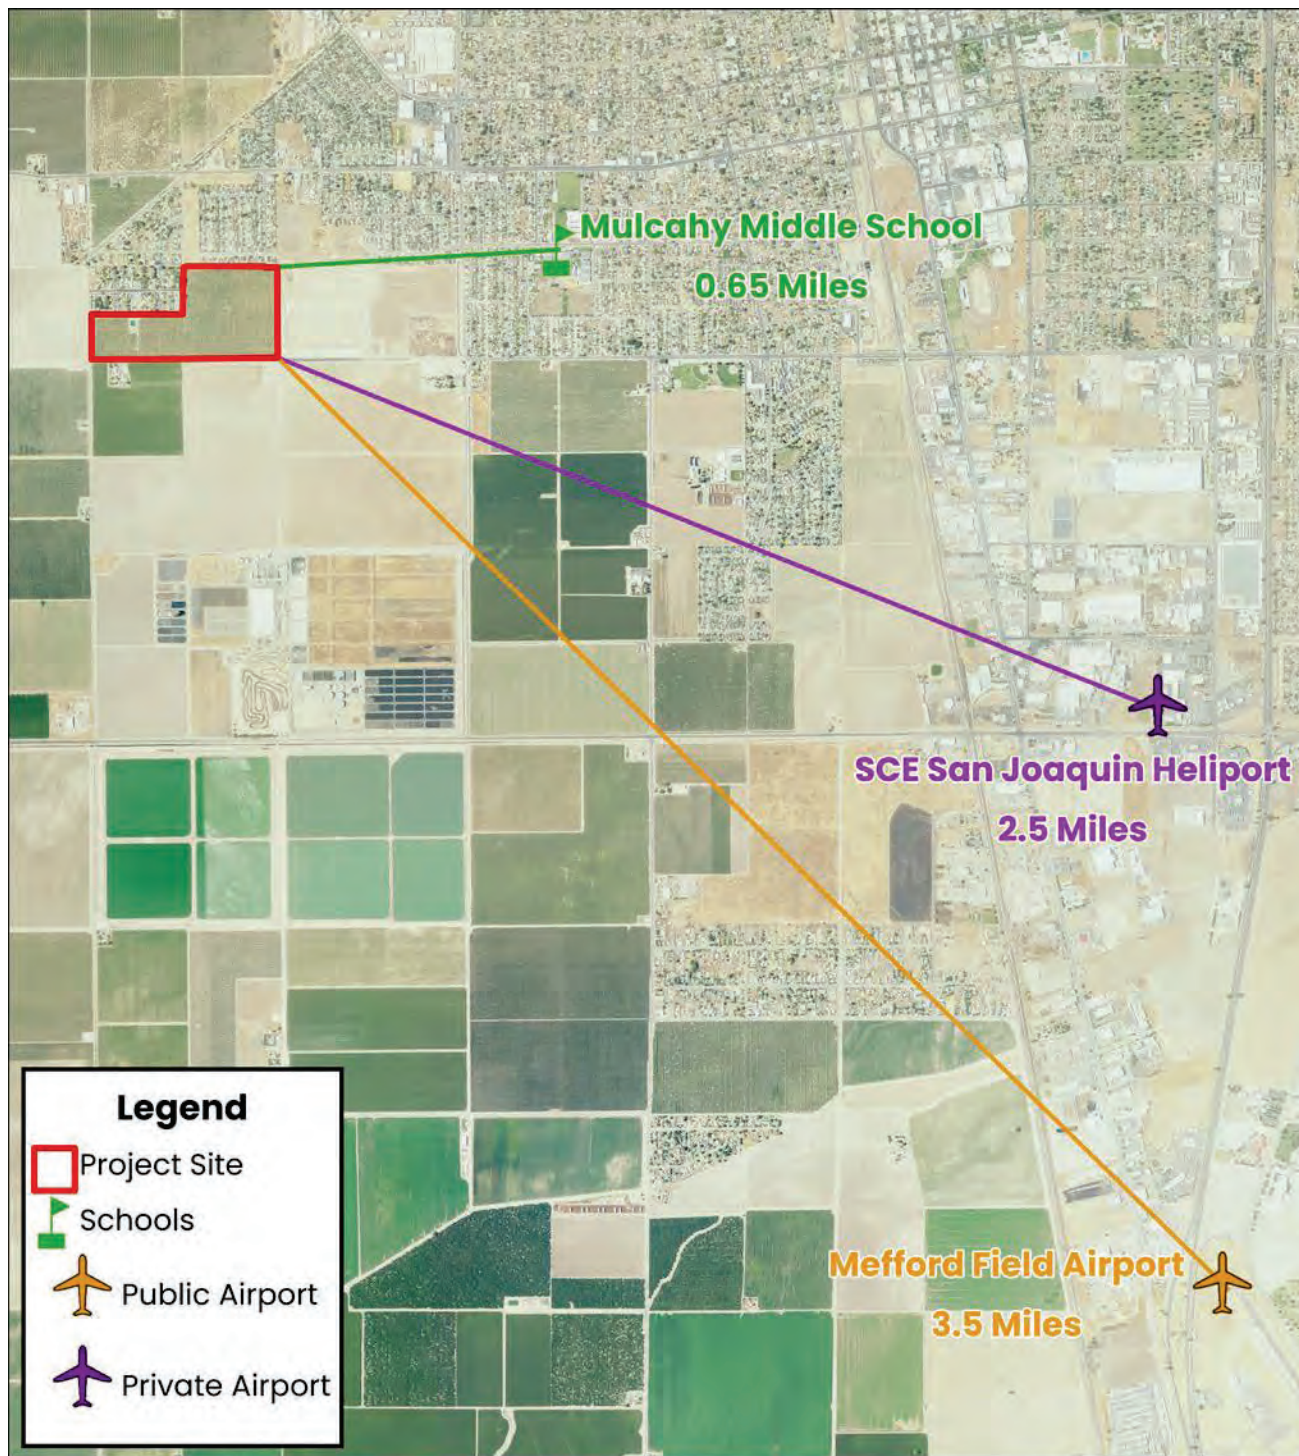 Mulcahy Middle School
0.65 Miles
SCE San Joaquin Heliport
2.5 Miles
Mefford Field Airport
3.5 Miles
Legend
Project Site
Schools
Public Airport
Private Airport